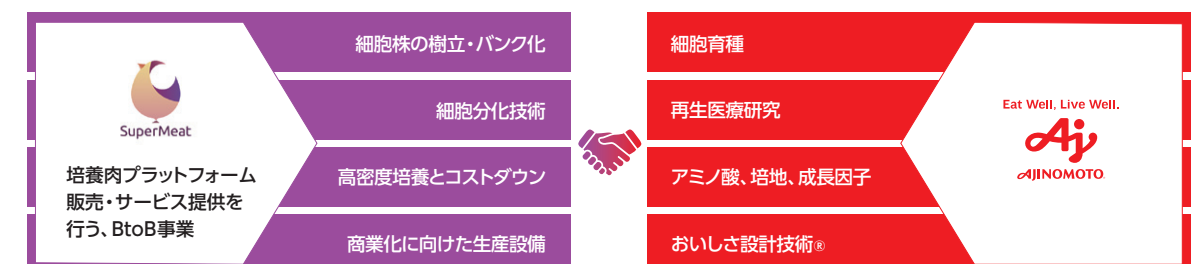 SuperMeat
培養肉プラットフォーム
販売・サービス提供を
行う、BtoB事業
細胞株の樹立・バンク化
細胞分化技術
高密度培養とコストダウン
商業化に向けた生産設備
細胞育種
再生医療研究
アミノ酸、培地、成長因子
おいしさ設計技術®
Eat Well, Live Well.
Aj
AJINOMOTO